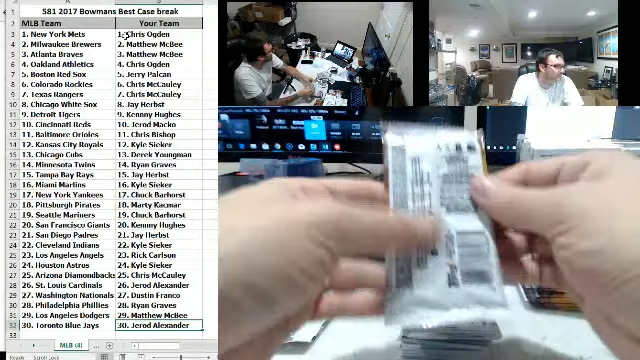 581 2017 Bowmans Best Case break
MLB Team Your Team
1. New York Mets 1. Chris Ogden
2. Milwaukee Brewers 2. Matthew McBee
3. Atlanta Braves 3. Matthew McBee
4. Oakland Athletics 4. Chris Ogden
5. Boston Red Sox 5. Jerry Palcan
6. Colorado Rockies 6. Chris McCauley
7. Texas Rangers 7. Chris McCauley
8. Chicago White Sox 8. Jay Herbst
9. Detroit Tigers 9. Kennny Hughes
10. Cincinnati Reds 10. Jerod Macko
11. Baltimore Orioles 11. Chris Bishop
12. Kansas City Royals 12. Kyle Sieker
13. Chicago Cubs 13. Derek Youngman
14. Minnesota Twins 14. Ryan Graves
15. Tampa Bay Rays 15. Jay Herbst
16. Miami Marlins 16. Kyle Sieker
17. New York Yankees 17. Chuck Barhorst
18. Pittsburgh Pirates 18. Marty Kacmar
19. Seattle Mariners 19. Chuck Barhorst
20. San Francisco Giants 20. Kemmy Hughes
21. San Diego Padres 21. Jay Herbst
22. Cleveland Indians 22. Kyle Sieker
23. Los Angeles Angels 23. Rick Carlson
24. Houston Astros 24. Kyle Sieker
25. Arizona Diamondbacks 25. Chris McCauley
26. St. Louis Cardinals 26. Jerod Alexander
27. Washington Nationals 27. Dustin Franco
28. Philadelphia Phillies 28. Ryan Graves
29. Los Angeles Dodgers 29. Matthew McBee
30. Toronto Blue Jays 30. Jerod Alexander
MLB (4)
Ready Scroll Lock